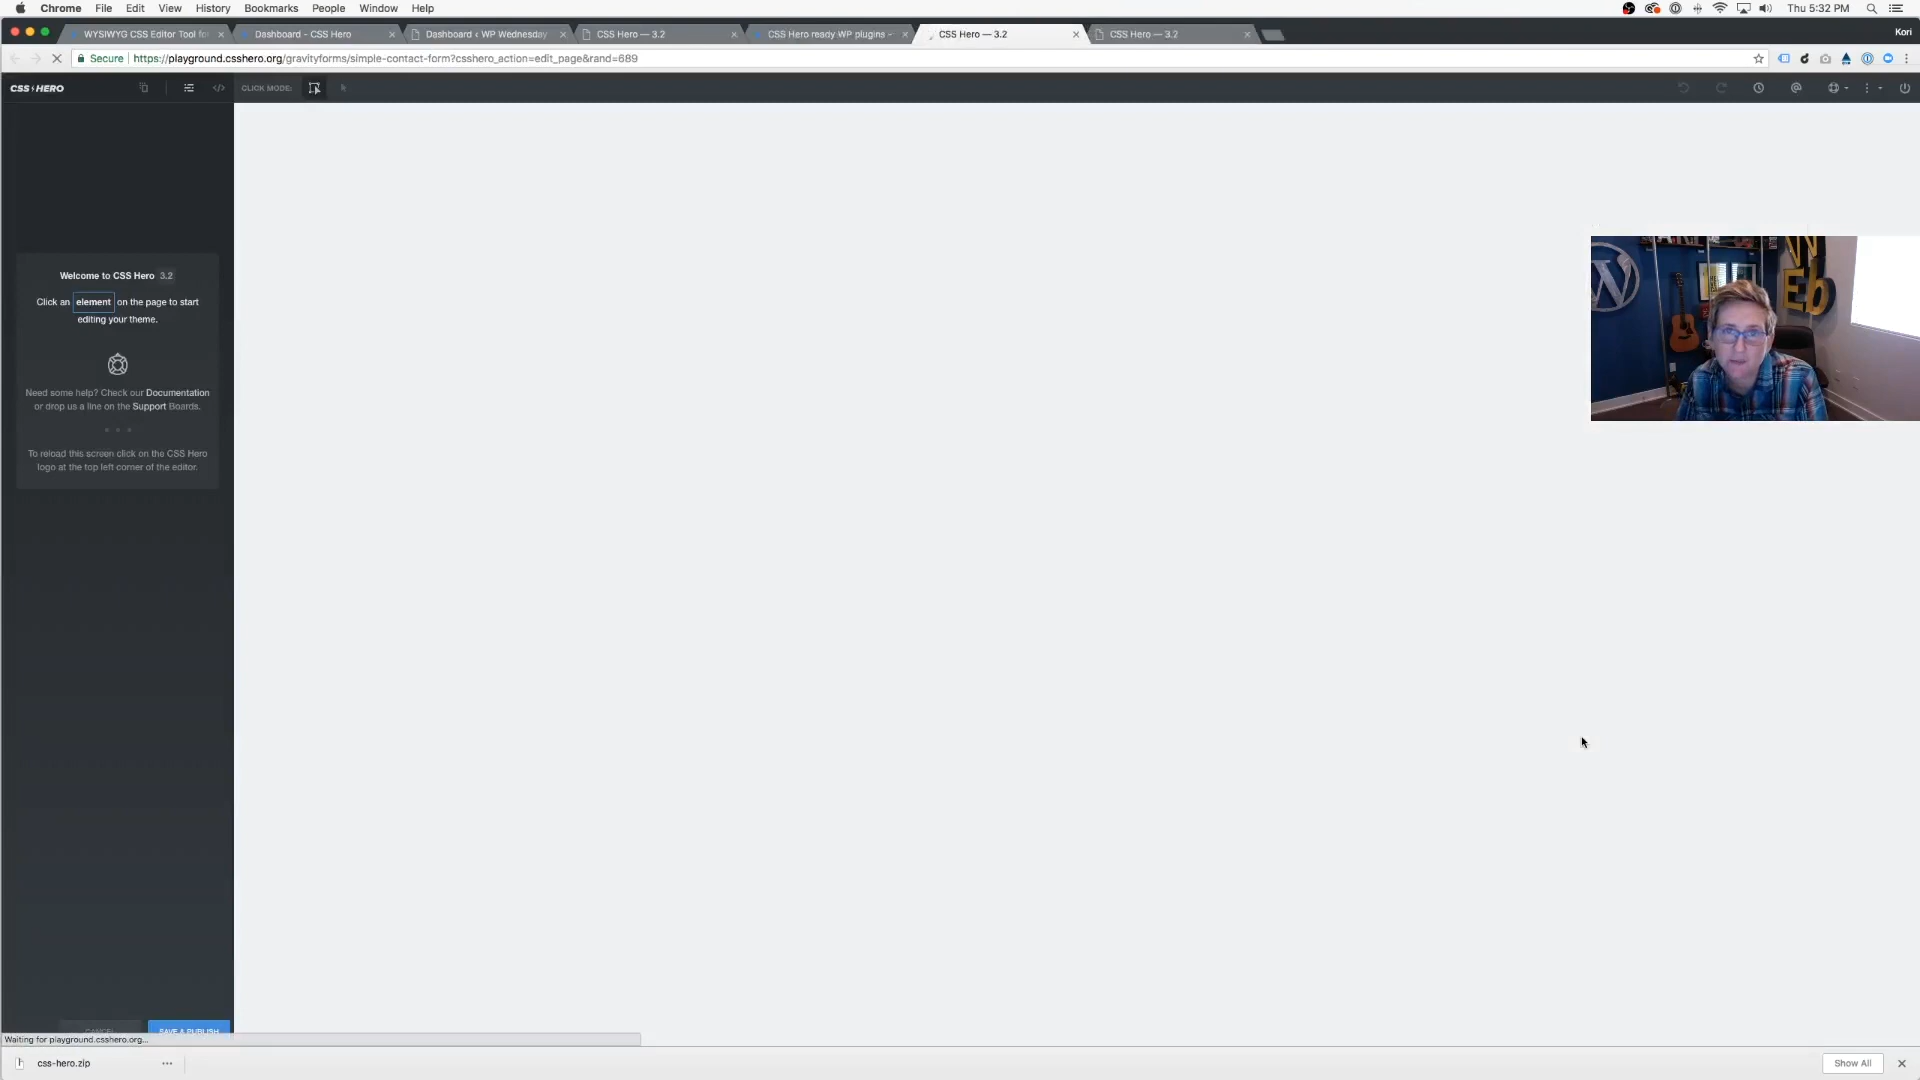 Chrome File Edit View History Bookmarks People Window Help Thu 5:32 PM
WYSIWYG CSS Editor Tool fo Dashboard - CSS Hero Dashboard ‹ WP Wednesday CSS Hero — 3.2 CSS Hero ready WP plugins - CSS Hero — 3.2 CSS Hero — 3.2 Kori
Secure https://playground.csshero.org/gravityforms/simple-contact-form?csshero_action=edit_page&rand=689
CSS HERO </> CLICK MODE:
Welcome to CSS Hero 3.2
Click an element on the page to start
editing your theme.
Need some help? Check our Documentation
or drop us a line on the Support Boards.
To reload this screen click on the CSS Hero
logo at the top left corner of the editor.
W Eb
CANCEL SAVE & PUBLISH
Waiting for playground.csshero.org...
css-hero.zip Show All